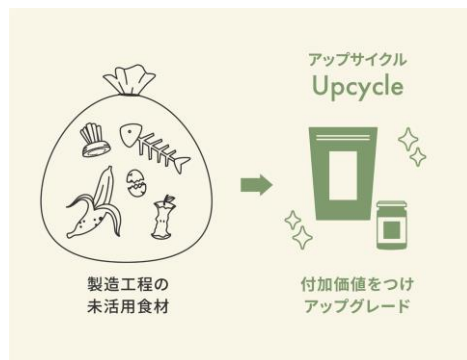 アップサイクル
Upcycle
製造工程の
未活用食材
付加価値をつけ
アップグレード